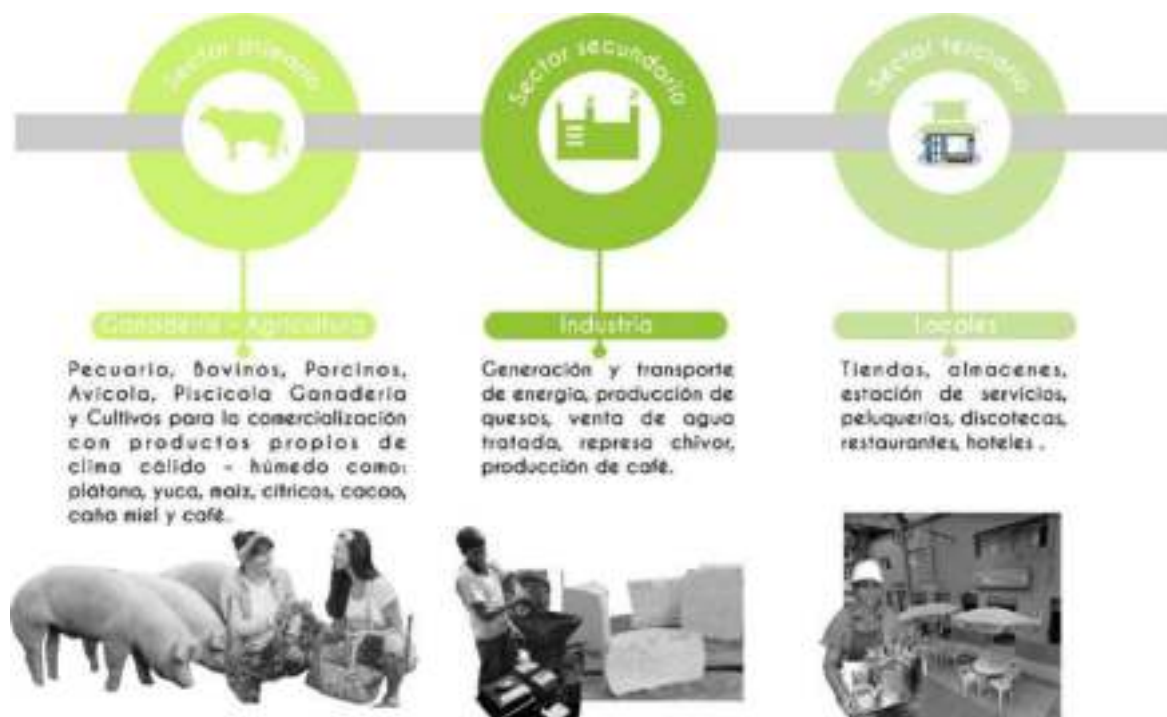 Sector primario
Ganadería - Agricultura
Pecuario, Bovinos, Porcinos,
Avícola, Piscícola Ganadería
y Cultivos para la comercialización
con productos propios de
clima cálido - húmedo como:
plátano, yuca, maíz, cítricos, cacao,
caña miel y café.
Sector secundario
Industria
Generación y transporte
de energía, producción de
quesos, venta de agua
tratada, represa chivor,
producción de café.
Sector terciario
Locales
Tiendas, almacenes,
estación de servicios,
peluquerías, discotecas,
restaurantes, hoteles .